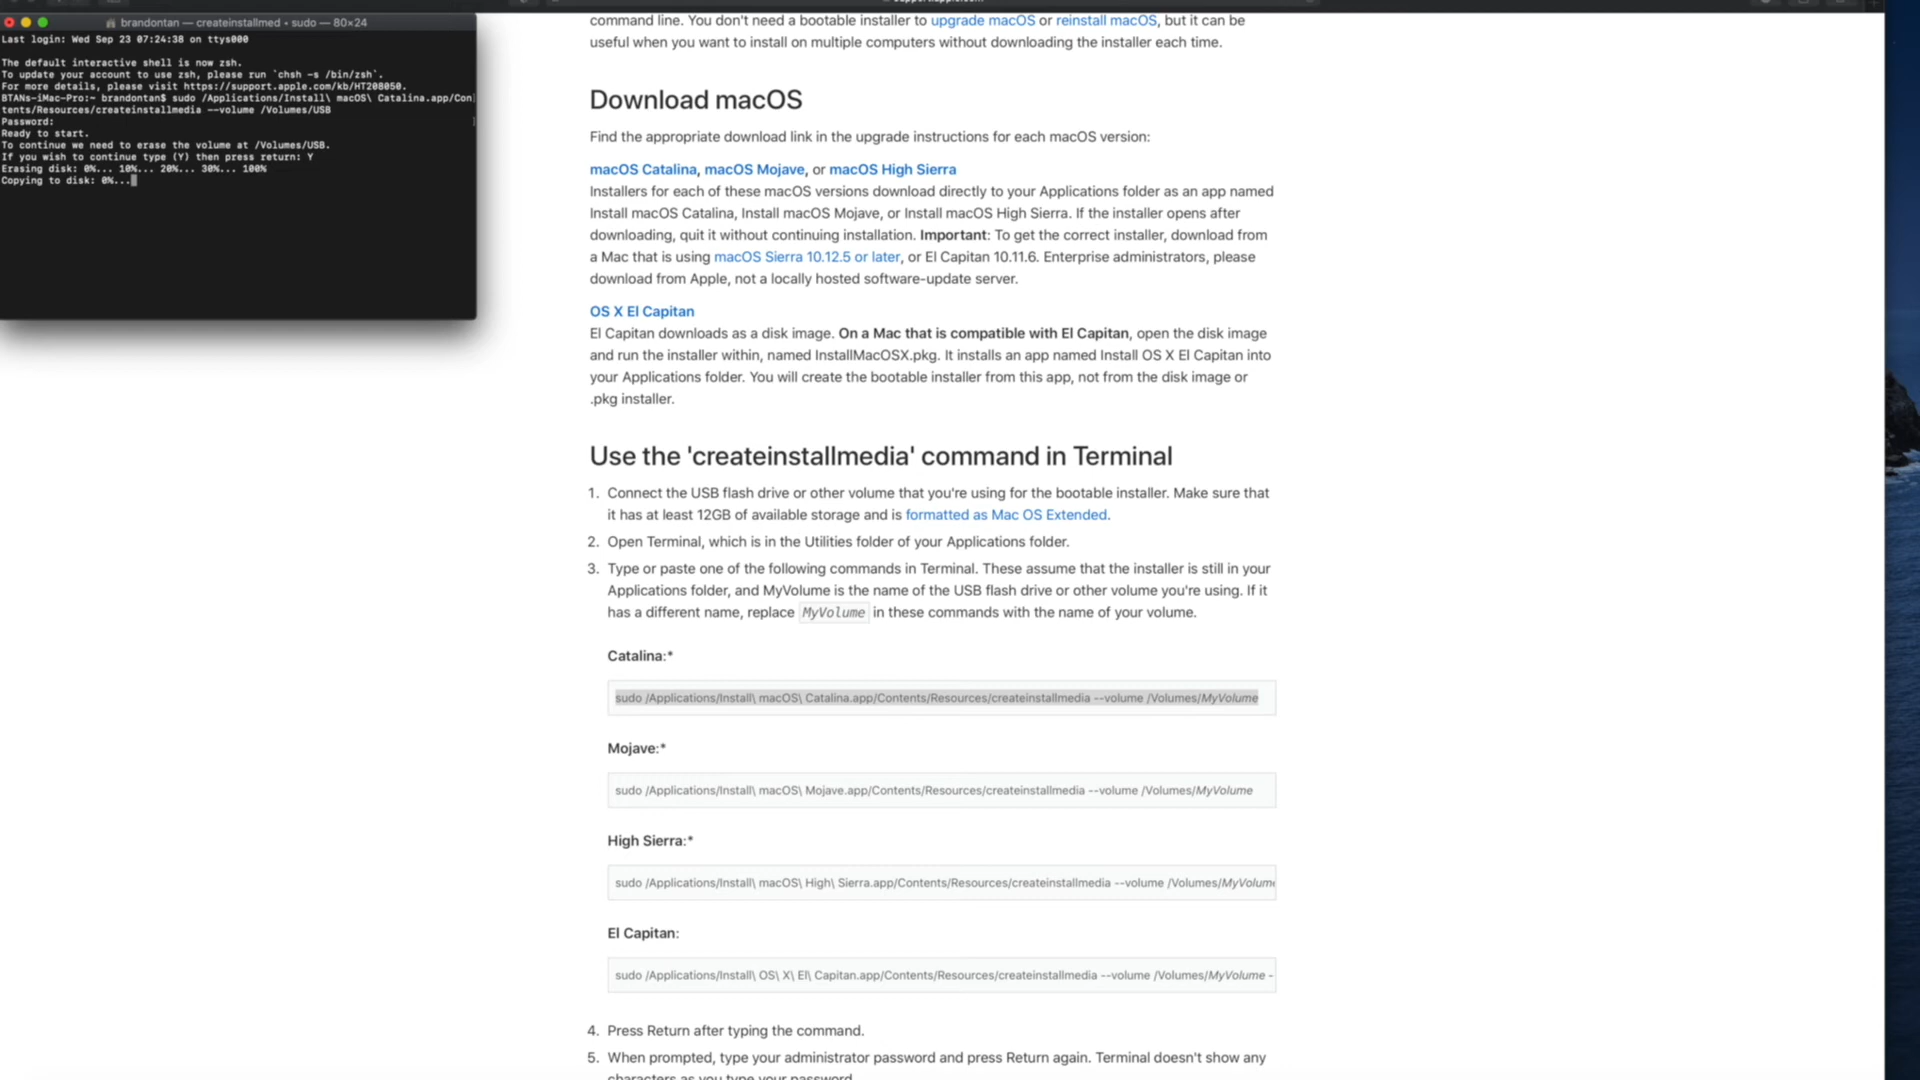 brandontan — createinstallmed • sudo — 80×24
Last login: Wed Sep 23 07:24:38 on ttys000
The default interactive shell is now zsh.
To update your account to use zsh, please run `chsh -s /bin/zsh`.
For more details, please visit https://support.apple.com/kb/HT208050.
BTANs-iMac-Pro:~ brandontan$ sudo /Applications/Install\ macOS\ Catalina.app/Con
tents/Resources/createinstallmedia --volume /Volumes/USB
Password:
Ready to start.
To continue we need to erase the volume at /Volumes/USB.
If you wish to continue type (Y) then press return: Y
Erasing disk: 0%... 10%... 20%... 30%... 100%
Copying to disk: 0%...
command line. You don't need a bootable installer to upgrade macOS or reinstall macOS, but it can be
useful when you want to install on multiple computers without downloading the installer each time.
Download macOS
Find the appropriate download link in the upgrade instructions for each macOS version:
macOS Catalina, macOS Mojave, or macOS High Sierra
Installers for each of these macOS versions download directly to your Applications folder as an app named
Install macOS Catalina, Install macOS Mojave, or Install macOS High Sierra. If the installer opens after
downloading, quit it without continuing installation. Important: To get the correct installer, download from
a Mac that is using macOS Sierra 10.12.5 or later, or El Capitan 10.11.6. Enterprise administrators, please
download from Apple, not a locally hosted software-update server.
OS X El Capitan
El Capitan downloads as a disk image. On a Mac that is compatible with El Capitan, open the disk image
and run the installer within, named InstallMacOSX.pkg. It installs an app named Install OS X El Capitan into
your Applications folder. You will create the bootable installer from this app, not from the disk image or
.pkg installer.
Use the 'createinstallmedia' command in Terminal
1. Connect the USB flash drive or other volume that you're using for the bootable installer. Make sure that
it has at least 12GB of available storage and is formatted as Mac OS Extended.
2. Open Terminal, which is in the Utilities folder of your Applications folder.
3. Type or paste one of the following commands in Terminal. These assume that the installer is still in your
Applications folder, and MyVolume is the name of the USB flash drive or other volume you're using. If it
has a different name, replace MyVolume in these commands with the name of your volume.
Catalina:*
sudo /Applications/Install\ macOS\ Catalina.app/Contents/Resources/createinstallmedia --volume /Volumes/MyVolume
Mojave:*
sudo /Applications/Install\ macOS\ Mojave.app/Contents/Resources/createinstallmedia --volume /Volumes/MyVolume
High Sierra:*
sudo /Applications/Install\ macOS\ High\ Sierra.app/Contents/Resources/createinstallmedia --volume /Volumes/MyVolume
El Capitan:
sudo /Applications/Install\ OS\ X\ El\ Capitan.app/Contents/Resources/createinstallmedia --volume /Volumes/MyVolume -
4. Press Return after typing the command.
5. When prompted, type your administrator password and press Return again. Terminal doesn't show any
characters as you type your password.